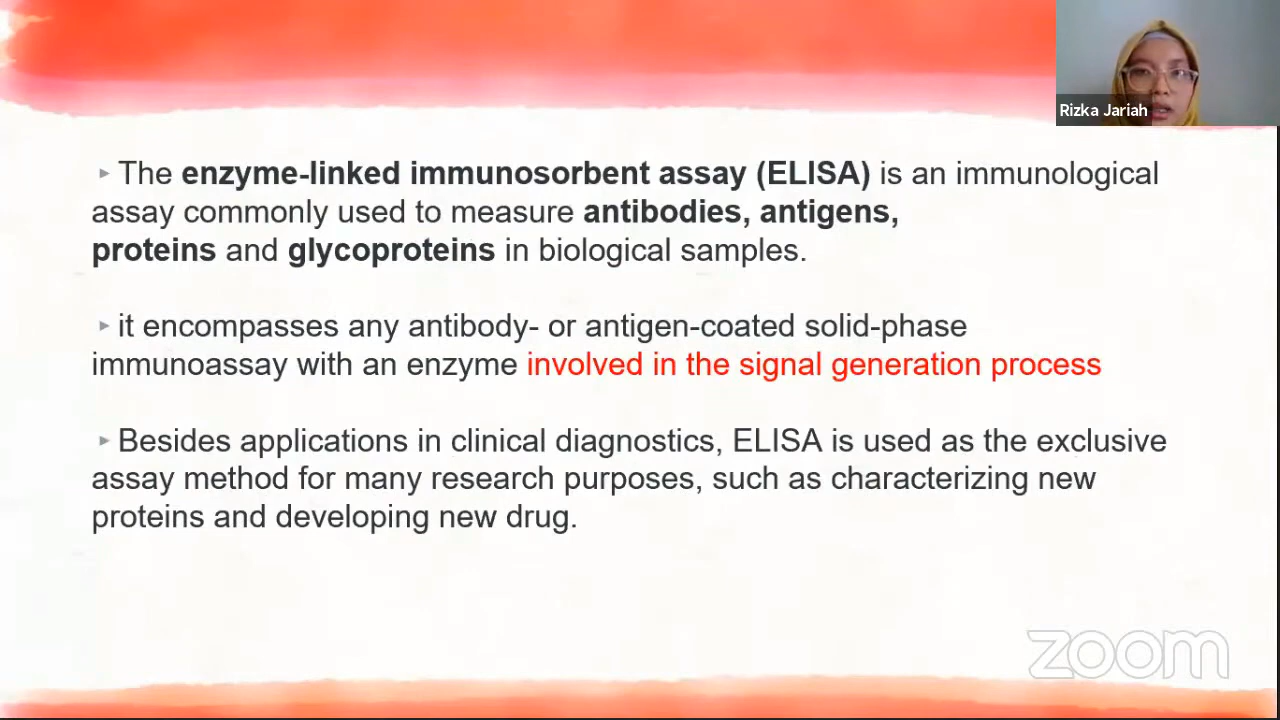 Rizka Jariah
▸ The enzyme-linked immunosorbent assay (ELISA) is an immunological
assay commonly used to measure antibodies, antigens,
proteins and glycoproteins in biological samples.
▸ it encompasses any antibody- or antigen-coated solid-phase
immunoassay with an enzyme involved in the signal generation process
▸ Besides applications in clinical diagnostics, ELISA is used as the exclusive
assay method for many research purposes, such as characterizing new
proteins and developing new drug.
zoom